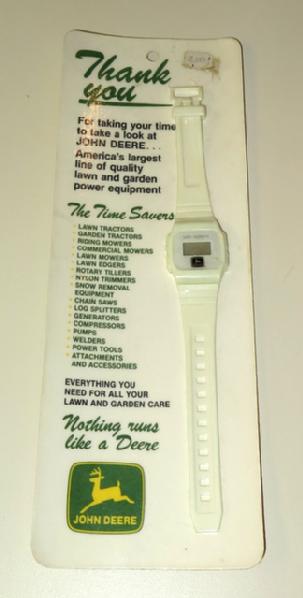 Thank
you
For taking your time
to take a look at
JOHN DEERE. . .
America's largest
line of quality
lawn and garden
power equipment
The Time Savers
• LAWN TRACTORS
• GARDEN TRACTORS
• RIDING MOWERS
• COMMERCIAL MOWERS
• LAWN MOWERS
• LAWN EDGERS
• ROTARY TILLERS
• NYLON TRIMMERS
• SNOW REMOVAL
EQUIPMENT
• CHAIN SAWS
• LOG SPLITTERS
• GENERATORS
• COMPRESSORS
• PUMPS
• WELDERS
• POWER TOOLS
• ATTACHMENTS
AND ACCESSORIES
EVERYTHING YOU
NEED FOR ALL YOUR
LAWN AND GARDEN CARE
Nothing runs
like a Deere
JOHN DEERE